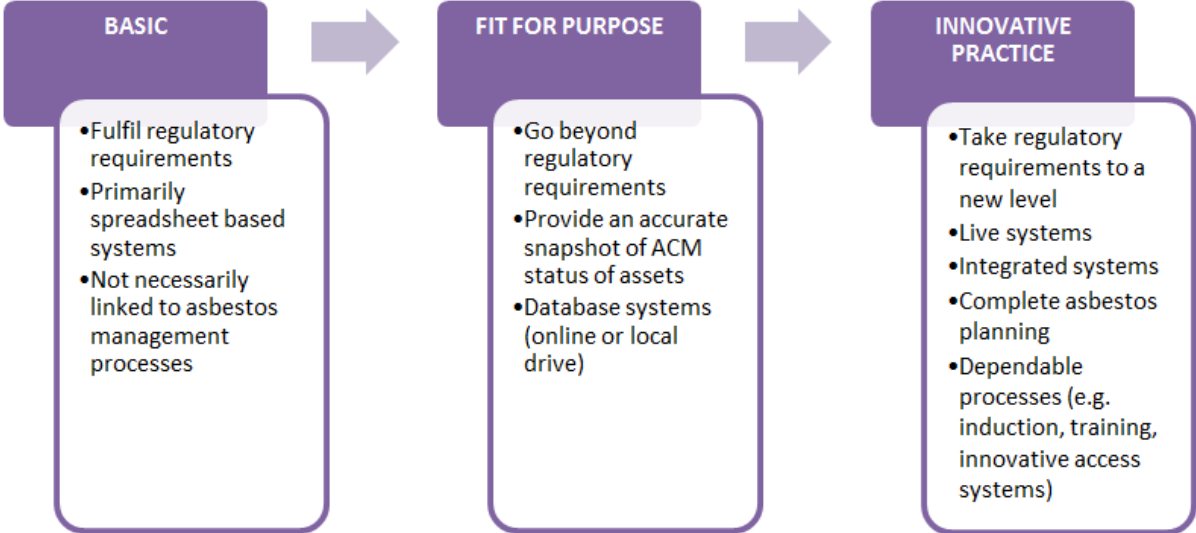 BASIC
•Fulfil regulatory
requirements
•Primarily
spreadsheet based
systems
•Not necessarily
linked to asbestos
management
processes
FIT FOR PURPOSE
•Go beyond
regulatory
requirements
•Provide an accurate
snapshot of ACM
status of assets
•Database systems
(online or local
drive)
INNOVATIVE
PRACTICE
•Take regulatory
requirements to a
new level
•Live systems
•Integrated systems
•Complete asbestos
planning
•Dependable
processes (e.g.
induction, training,
innovative access
systems)